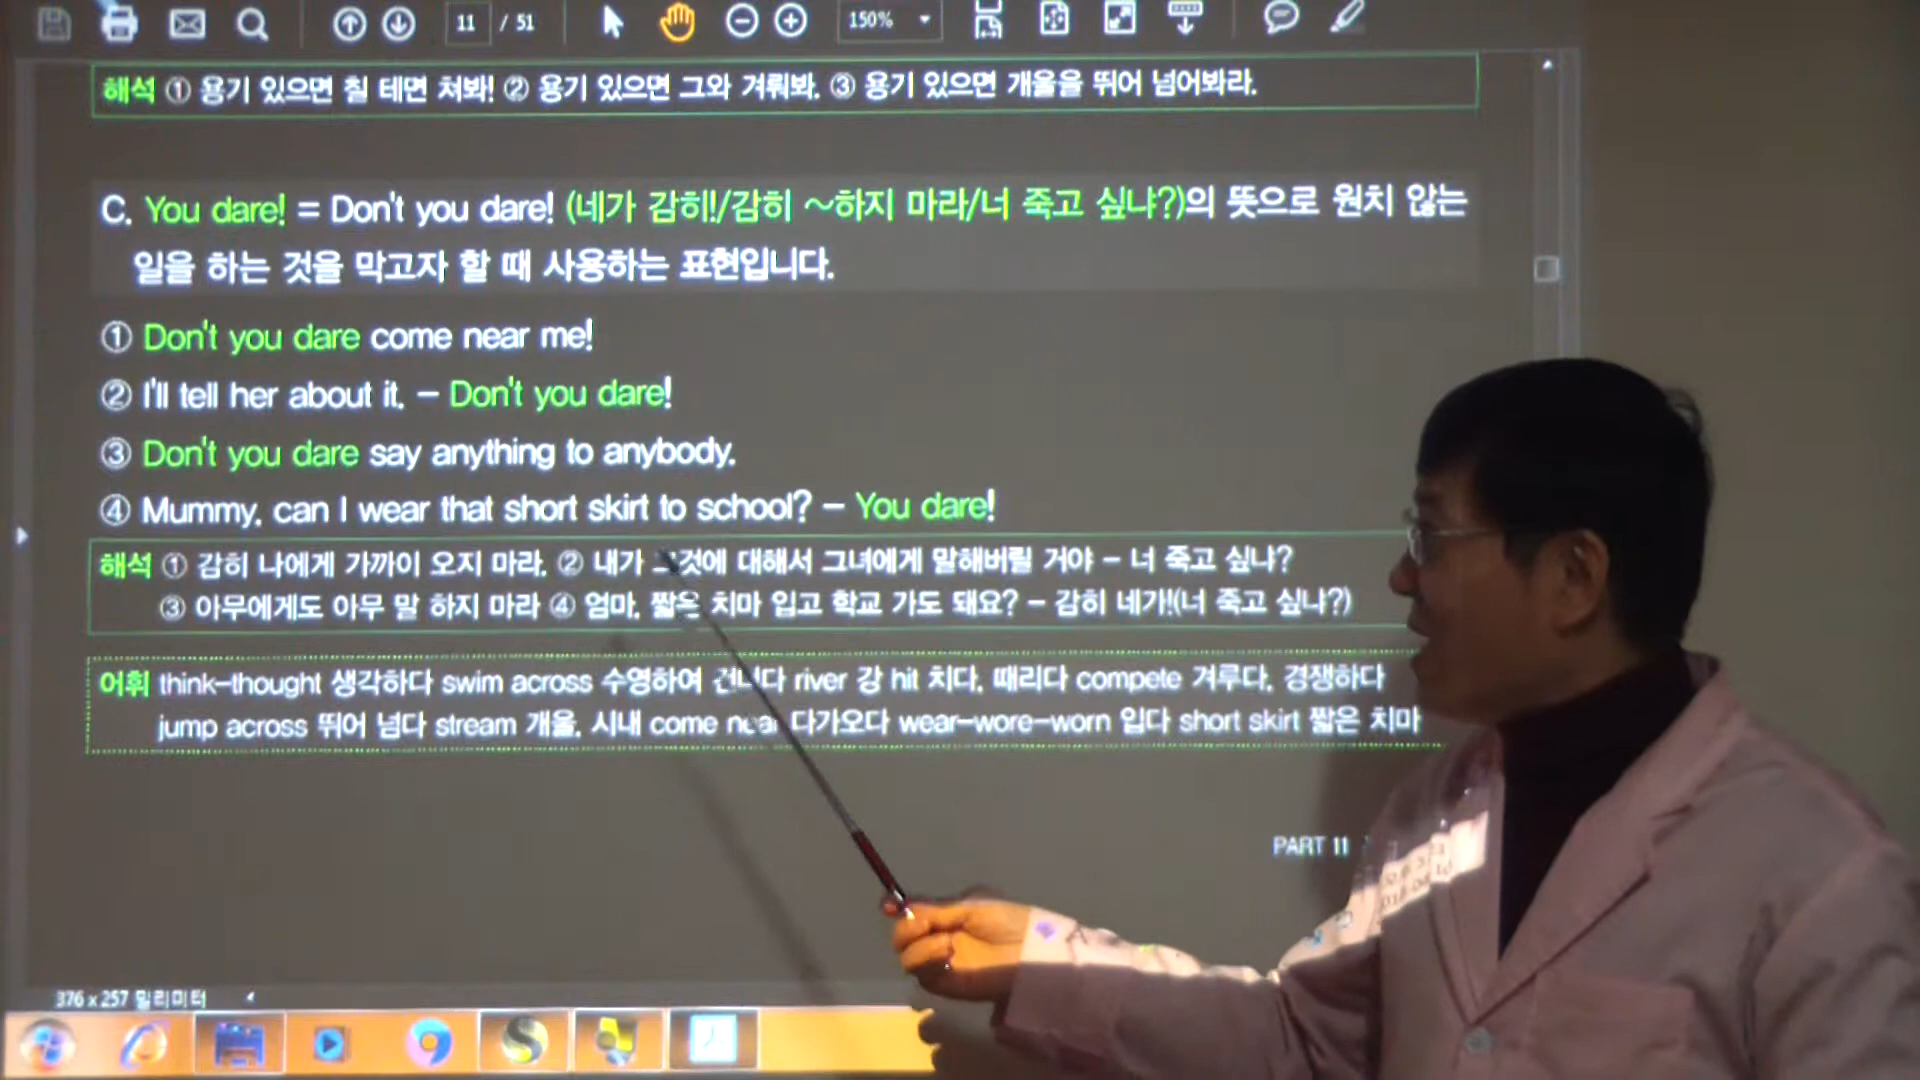 11 / 51 150%
해석 ① 용기 있으면 칠 테면 쳐봐! ② 용기 있으면 그와 겨뤄봐. ③ 용기 있으면 개울을 뛰어 넘어봐라.
C. You dare! = Don't you dare! (네가 감히!/감히 ~하지 마라/너 죽고 싶냐?)의 뜻으로 원치 않는
일을 하는 것을 막고자 할 때 사용하는 표현입니다.
① Don't you dare come near me!
② I'll tell her about it. – Don't you dare!
③ Don't you dare say anything to anybody.
④ Mummy, can I wear that short skirt to school? – You dare!
해석 ① 감히 나에게 가까이 오지 마라. ② 내가 그것에 대해서 그녀에게 말해버릴 거야 – 너 죽고 싶냐?
③ 아무에게도 아무 말 하지 마라 ④ 엄마, 짧은 치마 입고 학교 가도 돼요? – 감히 네가!(너 죽고 싶냐?)
어휘 think–thought 생각하다 swim across 수영하여 건너다 river 강 hit 치다, 때리다 compete 겨루다, 경쟁하다
jump across 뛰어 넘다 stream 개울, 시내 come near 다가오다 wear–wore–worn 입다 short skirt 짧은 치마
PART 11
376 x 257 밀리미터